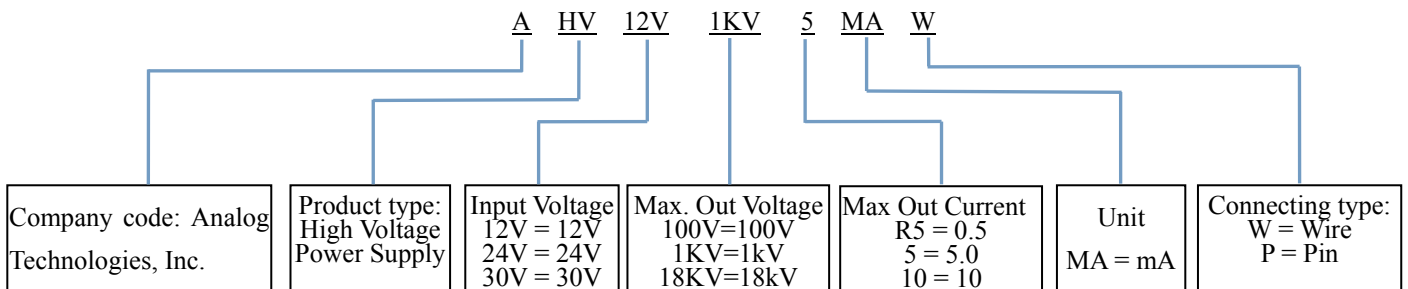 A HV 12V 1KV 5 MA W
Company code: Analog
Technologies, Inc.
Product type:
High Voltage
Power Supply
Input Voltage
12V = 12V
24V = 24V
30V = 30V
Max. Out Voltage
100V=100V
1KV=1kV
18KV=18kV
Max Out Current
R5 = 0.5
5 = 5.0
10 = 10
Unit
MA = mA
Connecting type:
W = Wire
P = Pin